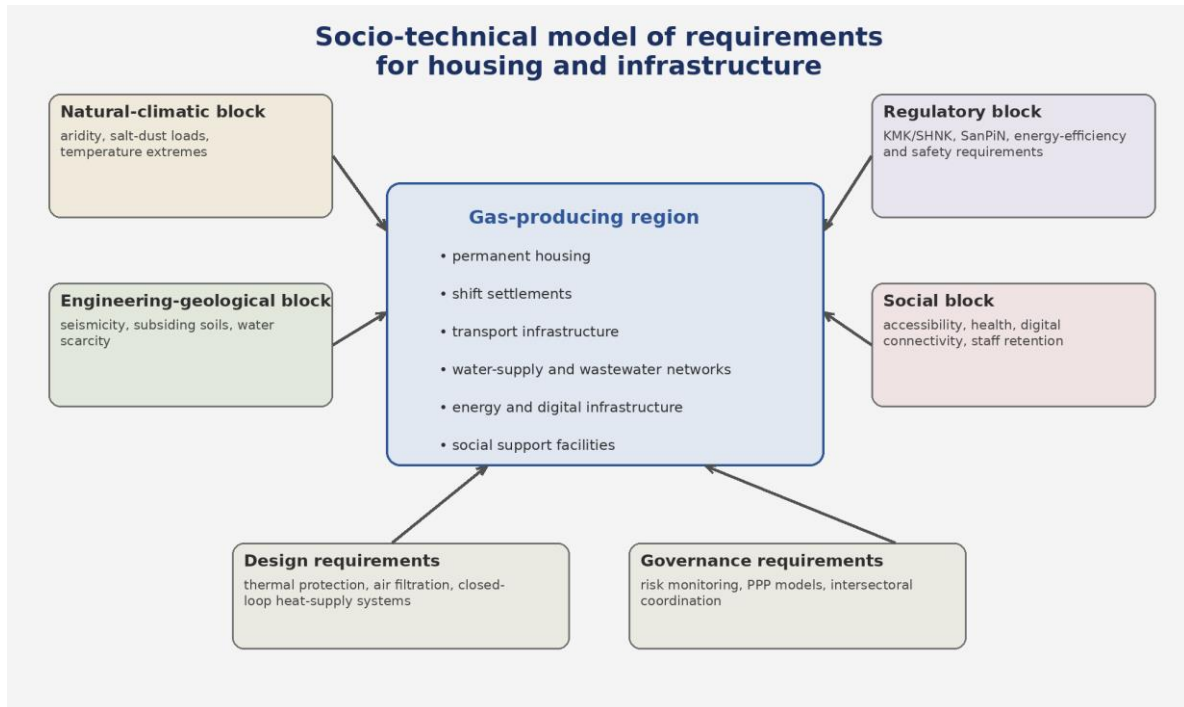 Socio-technical model of requirements
for housing and infrastructure
Natural-climatic block
aridity, salt-dust loads,
temperature extremes
Regulatory block
KMK/SHNK, SanPiN, energy-efficiency
and safety requirements
Gas-producing region
• permanent housing
• shift settlements
• transport infrastructure
• water-supply and wastewater networks
• energy and digital infrastructure
• social support facilities
Engineering-geological block
seismicity, subsiding soils, water
scarcity
Social block
accessibility, health, digital
connectivity, staff retention
Design requirements
thermal protection, air filtration, closed-
loop heat-supply systems
Governance requirements
risk monitoring, PPP models, intersectoral
coordination